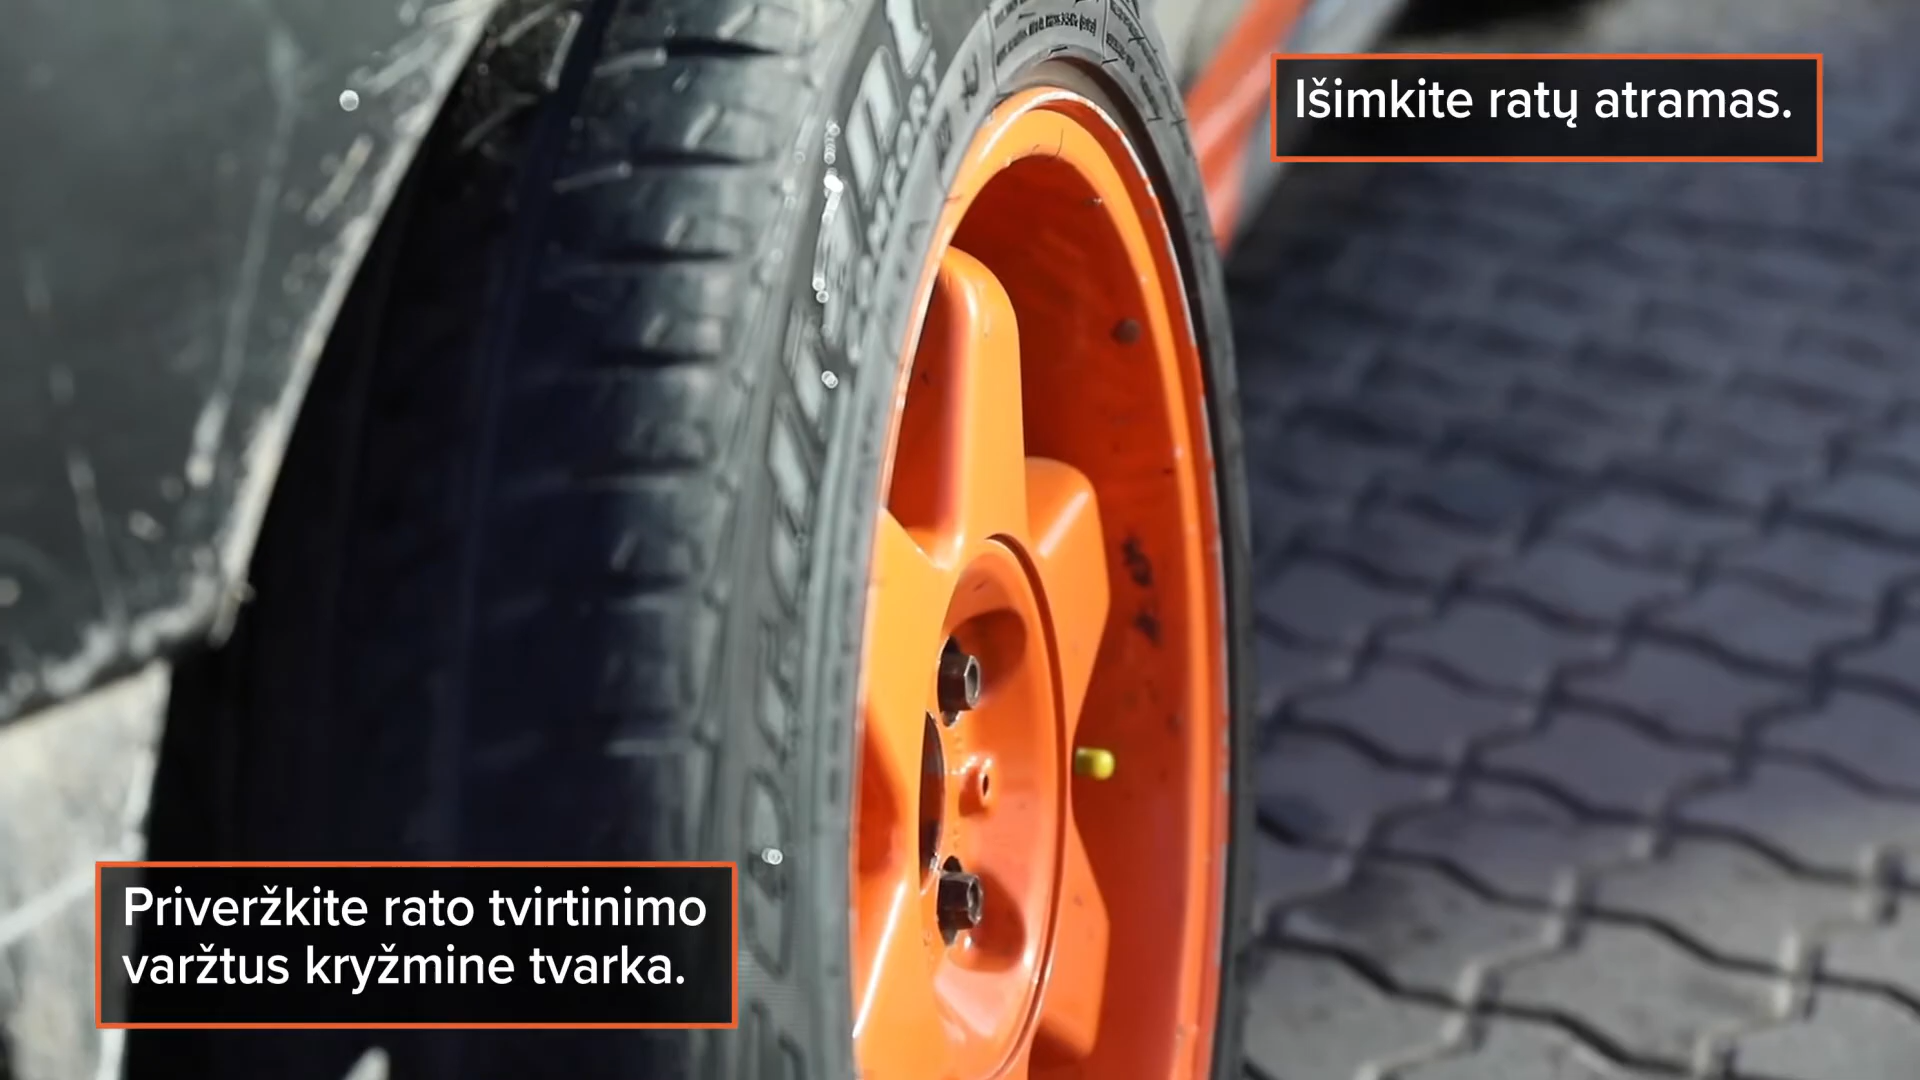 Išimkite ratų atramas.
Priveržkite rato tvirtinimo
varžtus kryžmine tvarka.